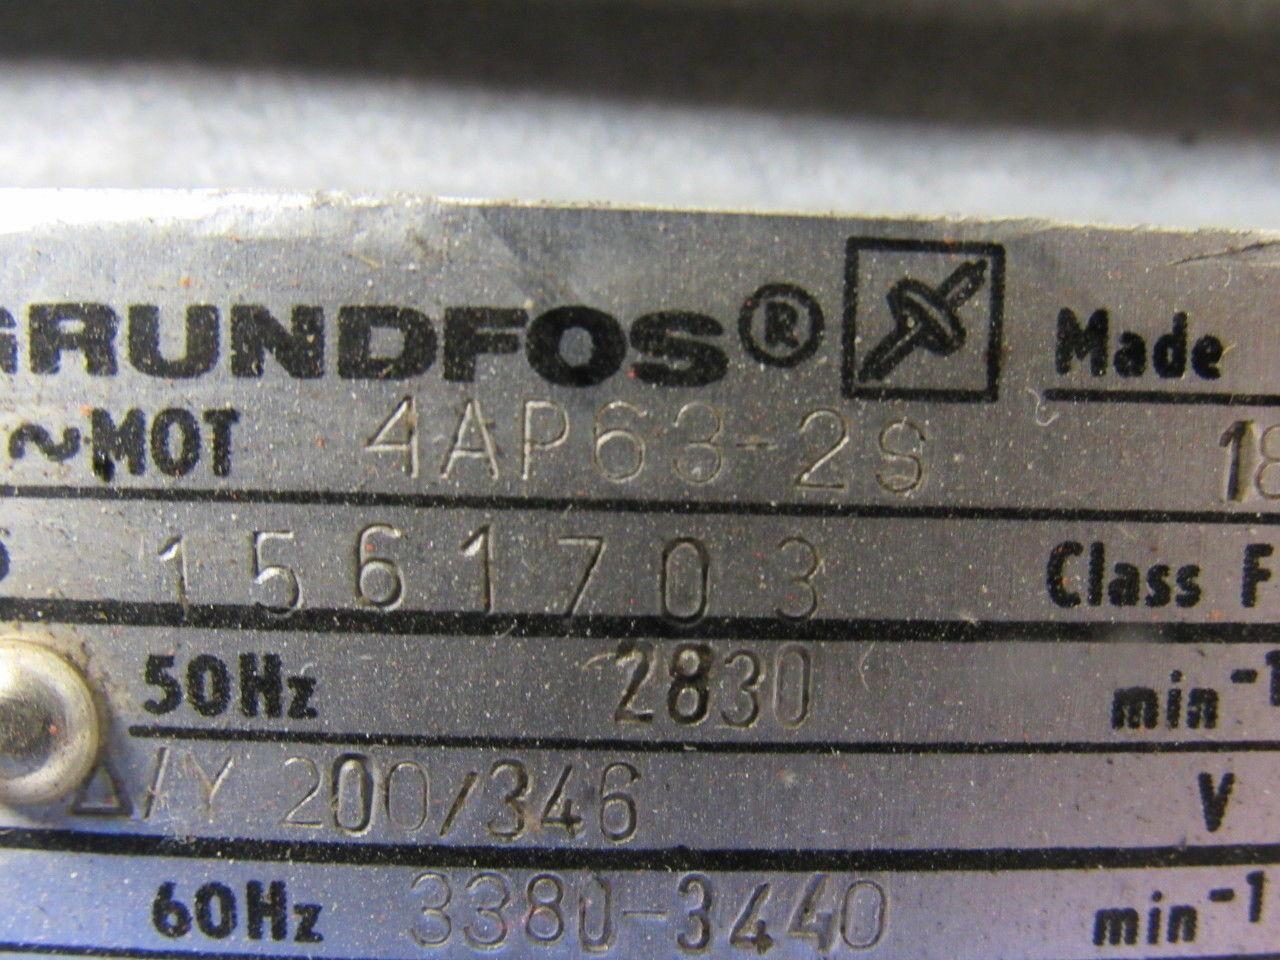 GRUNDFOS® Made
~MOT 4AP63-2S 18
1561703 Class F
50Hz 2830 min⁻¹
△/Y 200/346 V
60Hz 3380-3440 min⁻¹